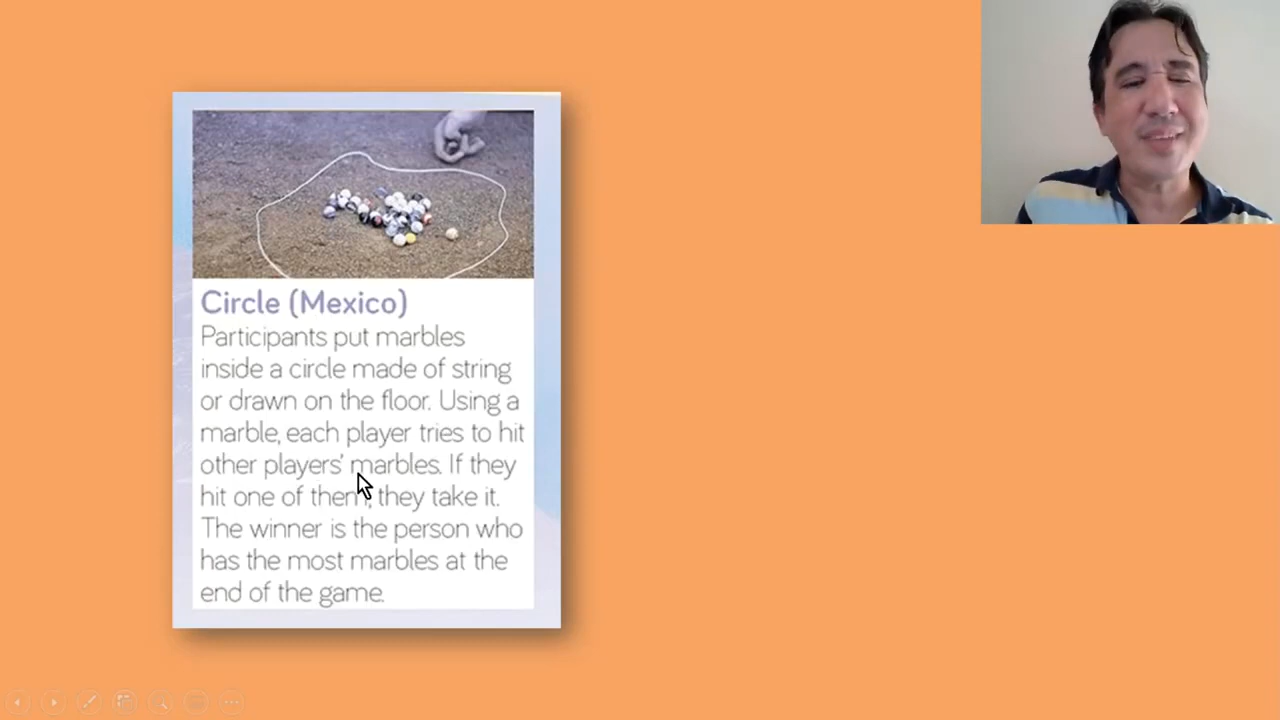 Circle (Mexico)
Participants put marbles
inside a circle made of string
or drawn on the floor. Using a
marble, each player tries to hit
other players' marbles. If they
hit one of them, they take it.
The winner is the person who
has the most marbles at the
end of the game.